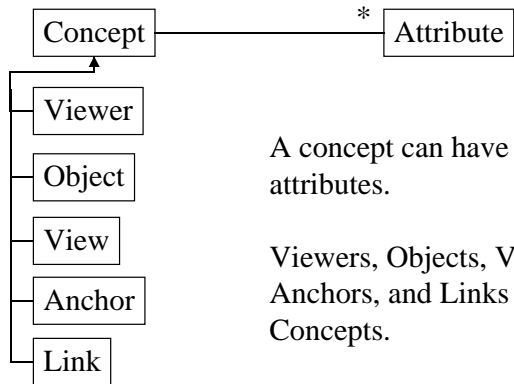 Concept
*
Attribute
Viewer
Object
View
Anchor
Link
A concept can have
attributes.
Viewers, Objects, V
Anchors, and Links
Concepts.